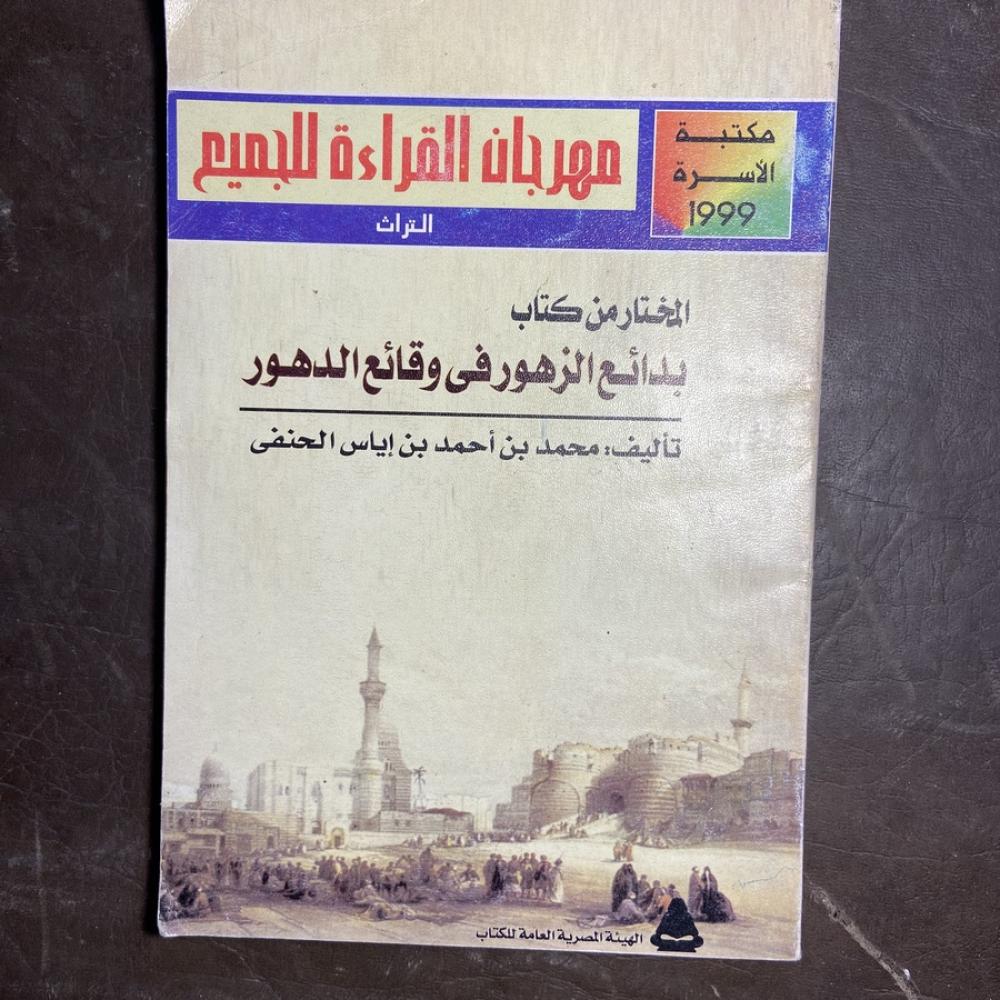 مهرجان القراءة للجميع
مكتبة
الأسرة
1999
التراث
المختار من كتاب
بدائع الزهور فى وقائع الدهور
تأليف: محمد بن أحمد بن إياس الحنفى
الهيئة المصرية العامة للكتاب